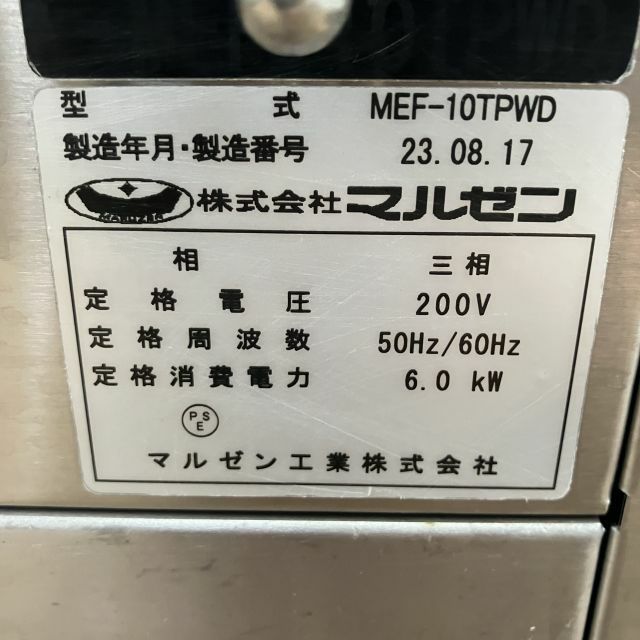 型式 MEF-10TPWD
製造年月・製造番号 23.08.17
MARUZEN 株式会社マルゼン
相 三相
定格電圧 200V
定格周波数 50Hz/60Hz
定格消費電力 6.0 kW
PSE
マルゼン工業株式会社